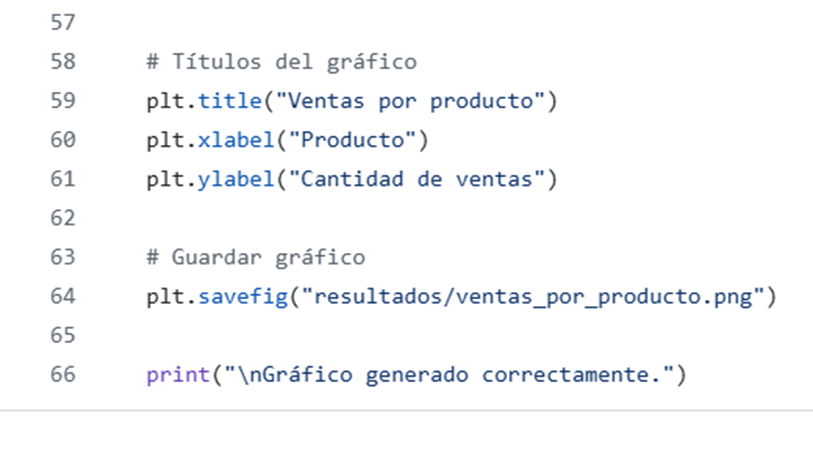 57
58 # Títulos del gráfico
59 plt.title("Ventas por producto")
60 plt.xlabel("Producto")
61 plt.ylabel("Cantidad de ventas")
62
63 # Guardar gráfico
64 plt.savefig("resultados/ventas_por_producto.png")
65
66 print("\nGráfico generado correctamente.")